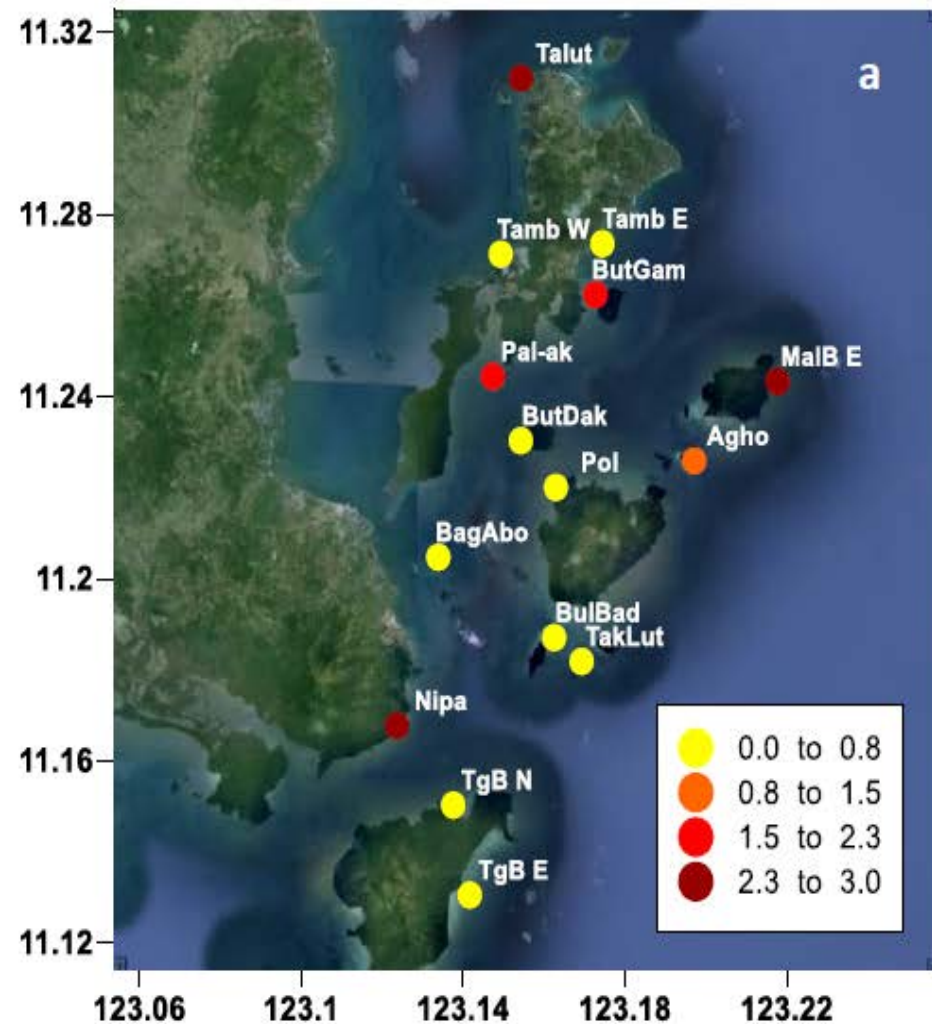 11.32
Talut
a
11.28
Tamb W
Tamb E
ButGam
Pal-ak
MalB E
11.24
ButDak
Agho
Pol
BagAbo
11.2
BulBad
TakLut
Nipa
11.16
TgB N
TgB E
11.12
0.0 to 0.8
0.8 to 1.5
1.5 to 2.3
2.3 to 3.0
123.06 123.1 123.14 123.18 123.22